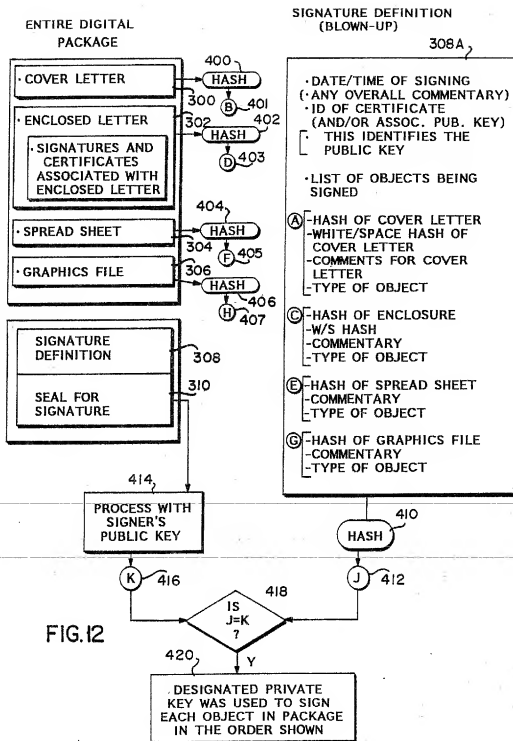 ENTIRE DIGITAL
PACKAGE
· COVER LETTER
300
HASH
400
B
401
· ENCLOSED LETTER
302
HASH
402
D
403
· SIGNATURES AND
CERTIFICATES
ASSOCIATED WITH
ENCLOSED LETTER
· SPREAD SHEET
304
404
HASH
F
405
· GRAPHICS FILE
306
HASH
406
H
407
SIGNATURE
DEFINITION
308
310
SEAL FOR
SIGNATURE
414
PROCESS WITH
SIGNER'S
PUBLIC KEY
K
416
SIGNATURE DEFINITION
(BLOWN-UP)
308A
· DATE/TIME OF SIGNING
(· ANY OVERALL COMMENTARY)
· ID OF CERTIFICATE
(AND/OR ASSOC. PUB. KEY)
· THIS IDENTIFIES THE
PUBLIC KEY
· LIST OF OBJECTS BEING
SIGNED
A -HASH OF COVER LETTER
-WHITE/SPACE HASH OF
COVER LETTER
-COMMENTS FOR COVER
LETTER
-TYPE OF OBJECT
C -HASH OF ENCLOSURE
-W/S HASH
-COMMENTARY
-TYPE OF OBJECT
E -HASH OF SPREAD SHEET
-COMMENTARY
-TYPE OF OBJECT
G -HASH OF GRAPHICS FILE
-COMMENTARY
-TYPE OF OBJECT
410
HASH
J
412
418
IS
J=K
?
FIG.12
420
Y
DESIGNATED PRIVATE
KEY WAS USED TO SIGN
EACH OBJECT IN PACKAGE
IN THE ORDER SHOWN